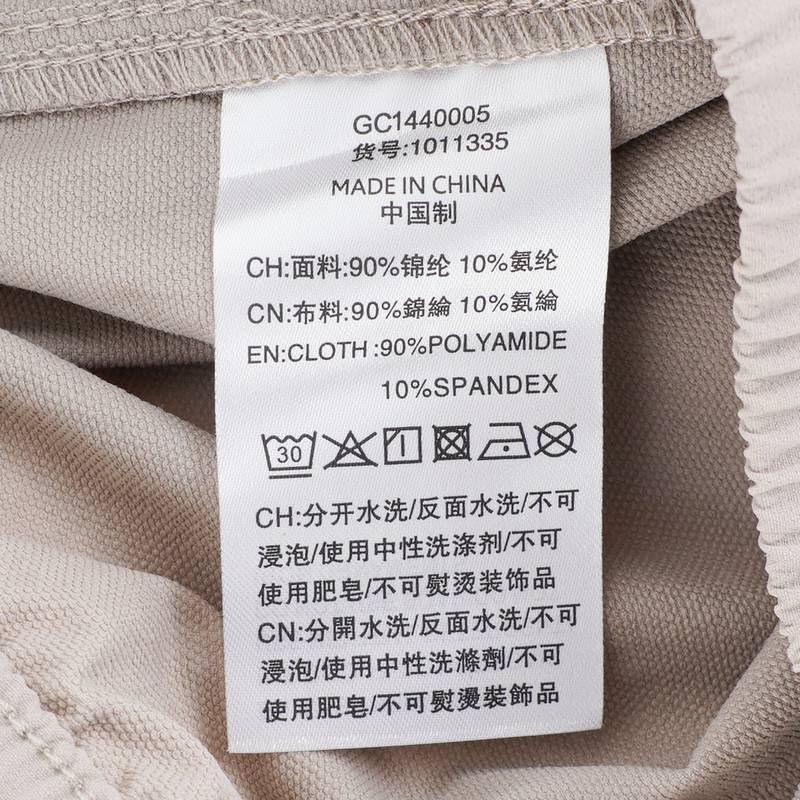 GC1440005
货号:1011335
MADE IN CHINA
中国制
CH:面料:90%锦纶 10%氨纶
CN:布料:90%錦綸 10%氨綸
EN:CLOTH :90%POLYAMIDE
10%SPANDEX
30
CH:分开水洗/反面水洗/不可
浸泡/使用中性洗涤剂/不可
使用肥皂/不可熨烫装饰品
CN:分開水洗/反面水洗/不可
浸泡/使用中性洗滌劑/不可
使用肥皂/不可熨燙裝飾品